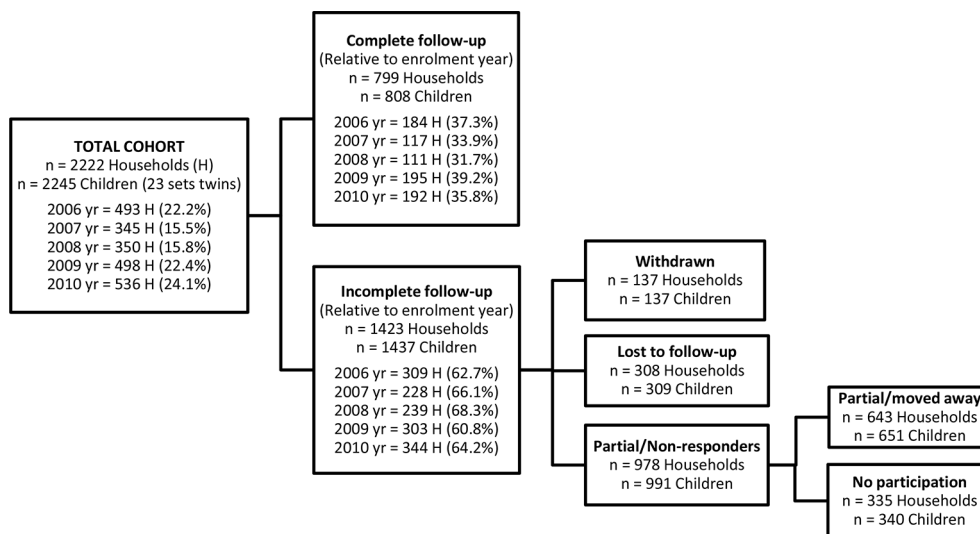 TOTAL COHORT
n = 2222 Households (H)
n = 2245 Children (23 sets twins)
2006 yr = 493 H (22.2%)
2007 yr = 345 H (15.5%)
2008 yr = 350 H (15.8%)
2009 yr = 498 H (22.4%)
2010 yr = 536 H (24.1%)
Complete follow-up
(Relative to enrolment year)
n = 799 Households
n = 808 Children
2006 yr = 184 H (37.3%)
2007 yr = 117 H (33.9%)
2008 yr = 111 H (31.7%)
2009 yr = 195 H (39.2%)
2010 yr = 192 H (35.8%)
Incomplete follow-up
(Relative to enrolment year)
n = 1423 Households
n = 1437 Children
2006 yr = 309 H (62.7%)
2007 yr = 228 H (66.1%)
2008 yr = 239 H (68.3%)
2009 yr = 303 H (60.8%)
2010 yr = 344 H (64.2%)
Withdrawn
n = 137 Households
n = 137 Children
Lost to follow-up
n = 308 Households
n = 309 Children
Partial/Non-responders
n = 978 Households
n = 991 Children
Partial/moved away
n = 643 Households
n = 651 Children
No participation
n = 335 Households
n = 340 Children